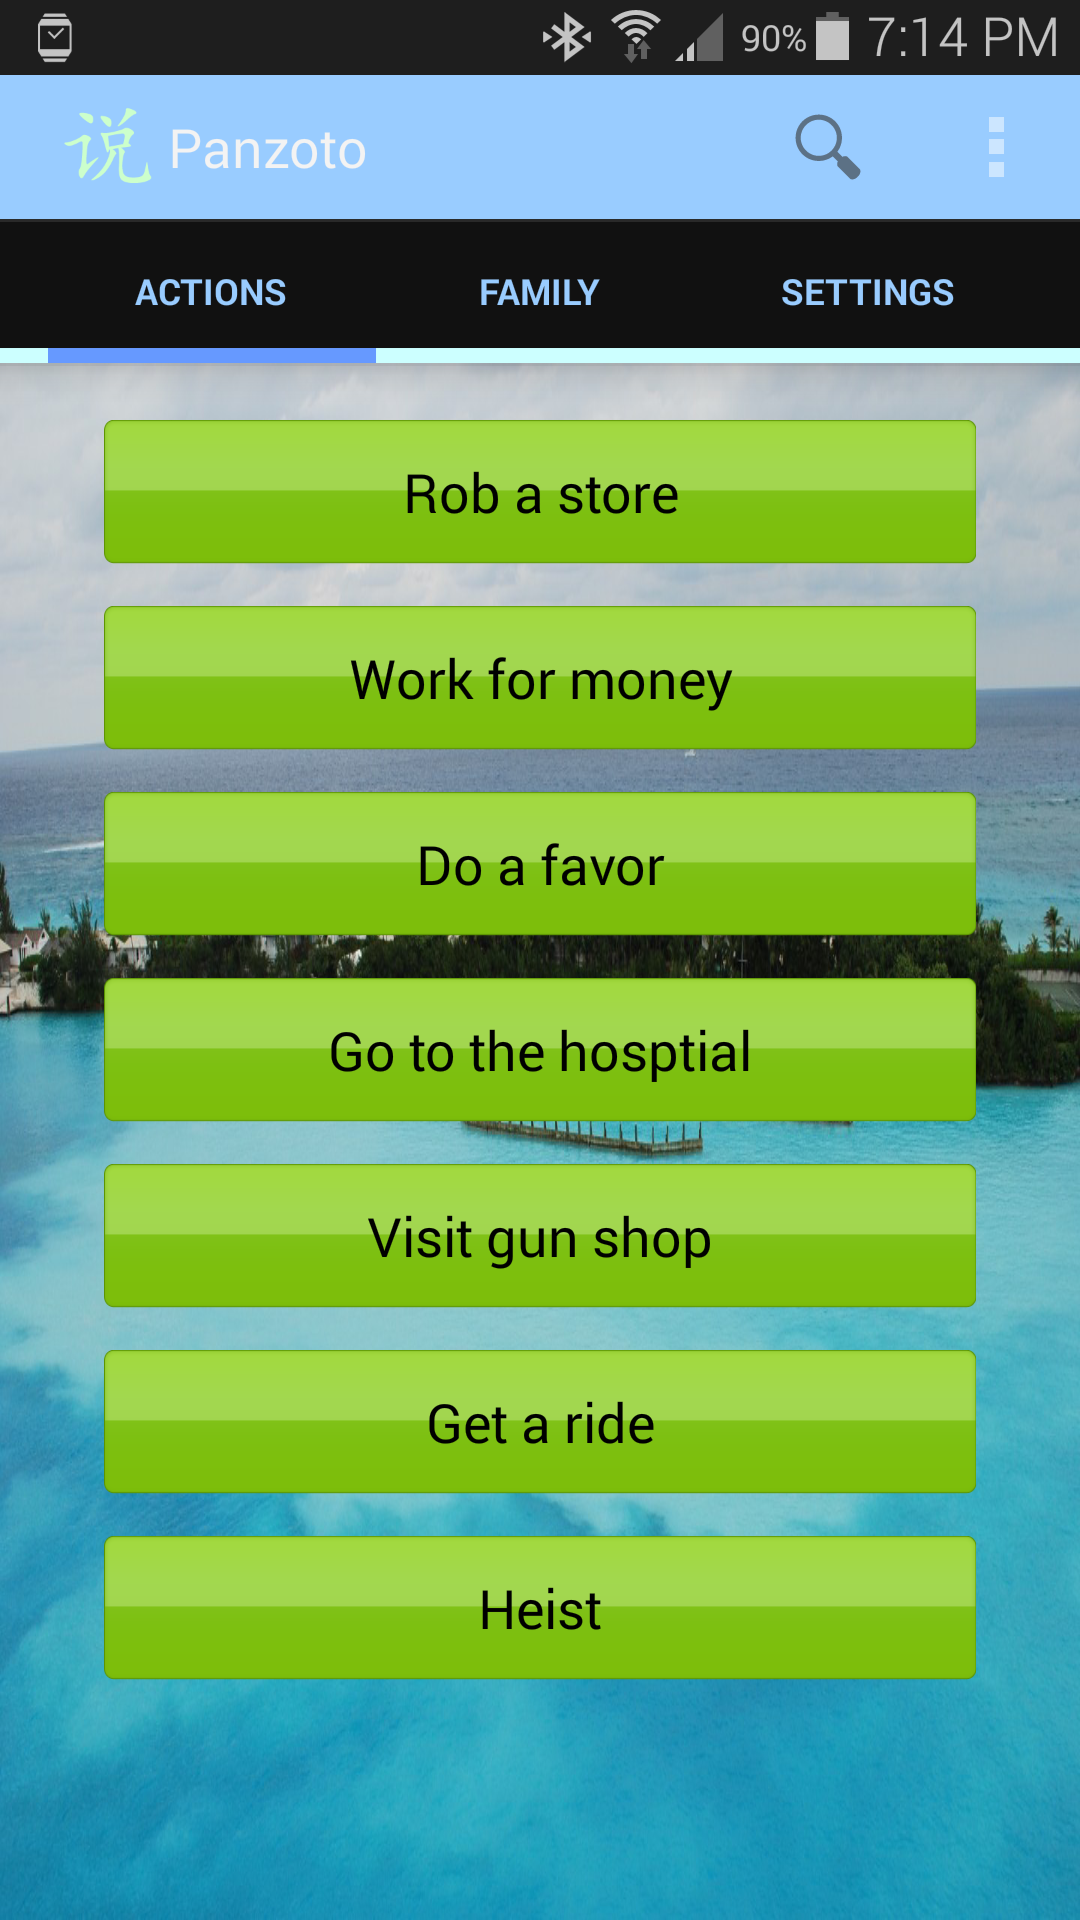 90% 7:14 PM
说 Panzoto
ACTIONS FAMILY SETTINGS
Rob a store
Work for money
Do a favor
Go to the hosptial
Visit gun shop
Get a ride
Heist